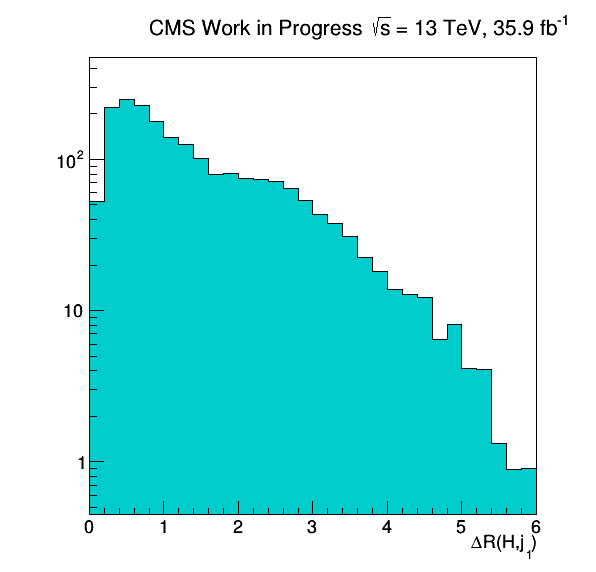 CMS Work in Progress √s = 13 TeV, 35.9 fb⁻¹
10²
10
1
0 1 2 3 4 5 6
ΔR(H,j₁)